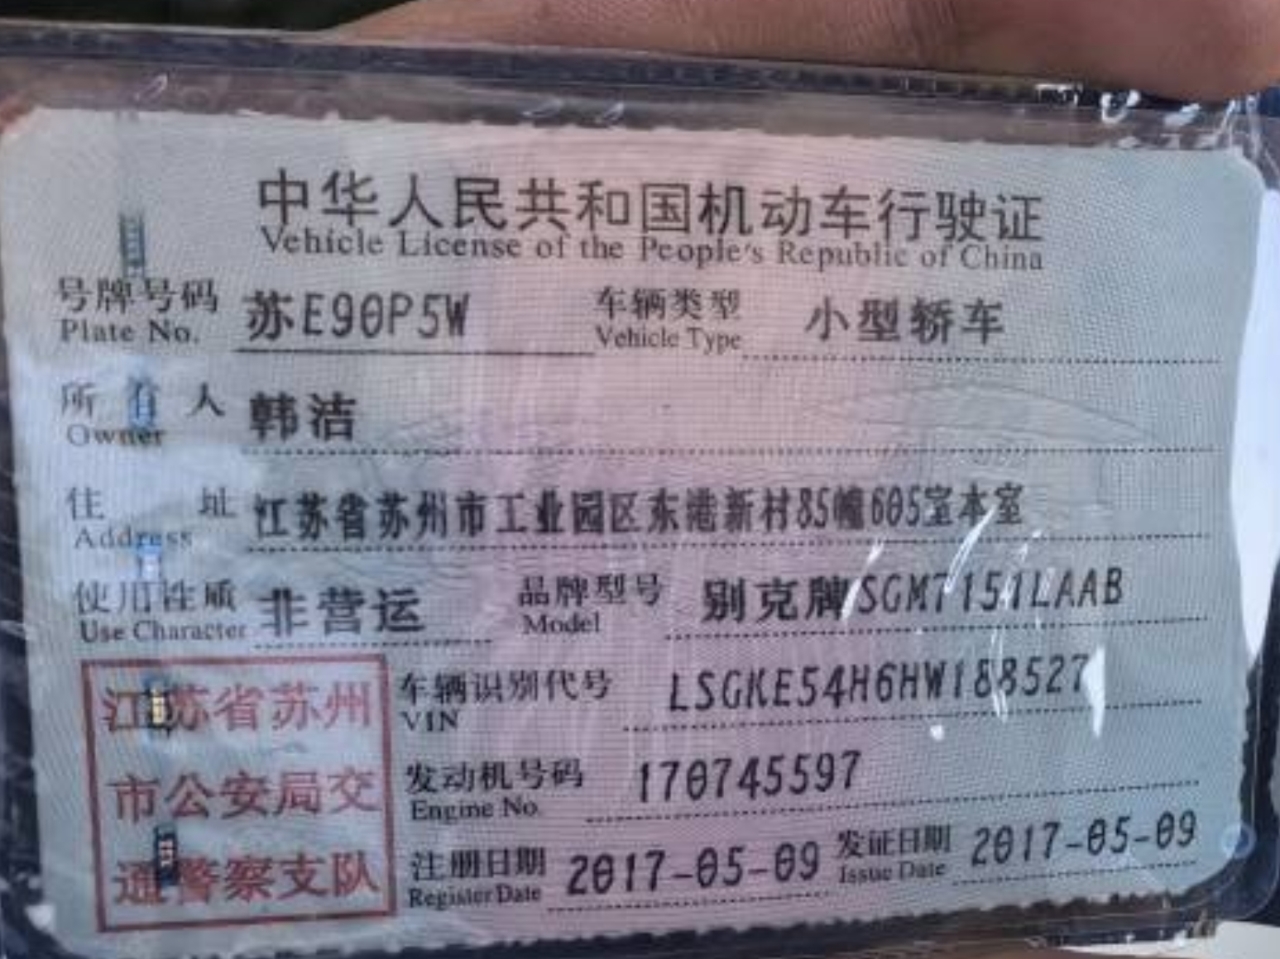 中华人民共和国机动车行驶证
Vehicle License of the People's Republic of China
号牌号码 苏E90P5W 车辆类型 小型轿车
Plate No. Vehicle Type
所有人 韩洁
Owner
住址 江苏省苏州市工业园区东港新村85幢605室本室
Address
使用性质 非营运 品牌型号 别克牌SGM7151LAAB
Use Character Model
江苏省苏州
市公安局交
通警察支队
车辆识别代号 LSGKE54H6HW188527
VIN
发动机号码 170745597
Engine No.
注册日期 2017-05-09 发证日期 2017-05-09
Register Date Issue Date